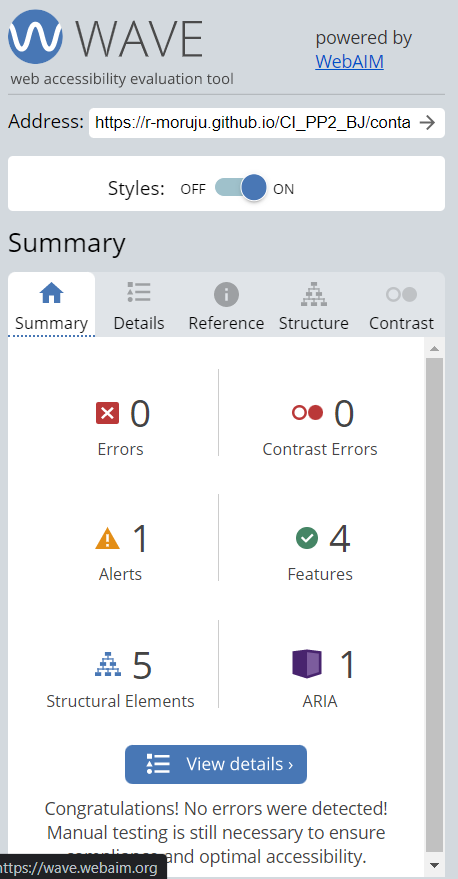 WAVE
web accessibility evaluation tool
powered by
WebAIM
Address: https://r-moruju.github.io/CI_PP2_BJ/conta
Styles: OFF ON
Summary
Summary Details Reference Structure Contrast
0 0
Errors Contrast Errors
1 4
Alerts Features
5 1
Structural Elements ARIA
View details ›
Congratulations! No errors were detected!
Manual testing is still necessary to ensure
compliance and optimal accessibility.
https://wave.webaim.org